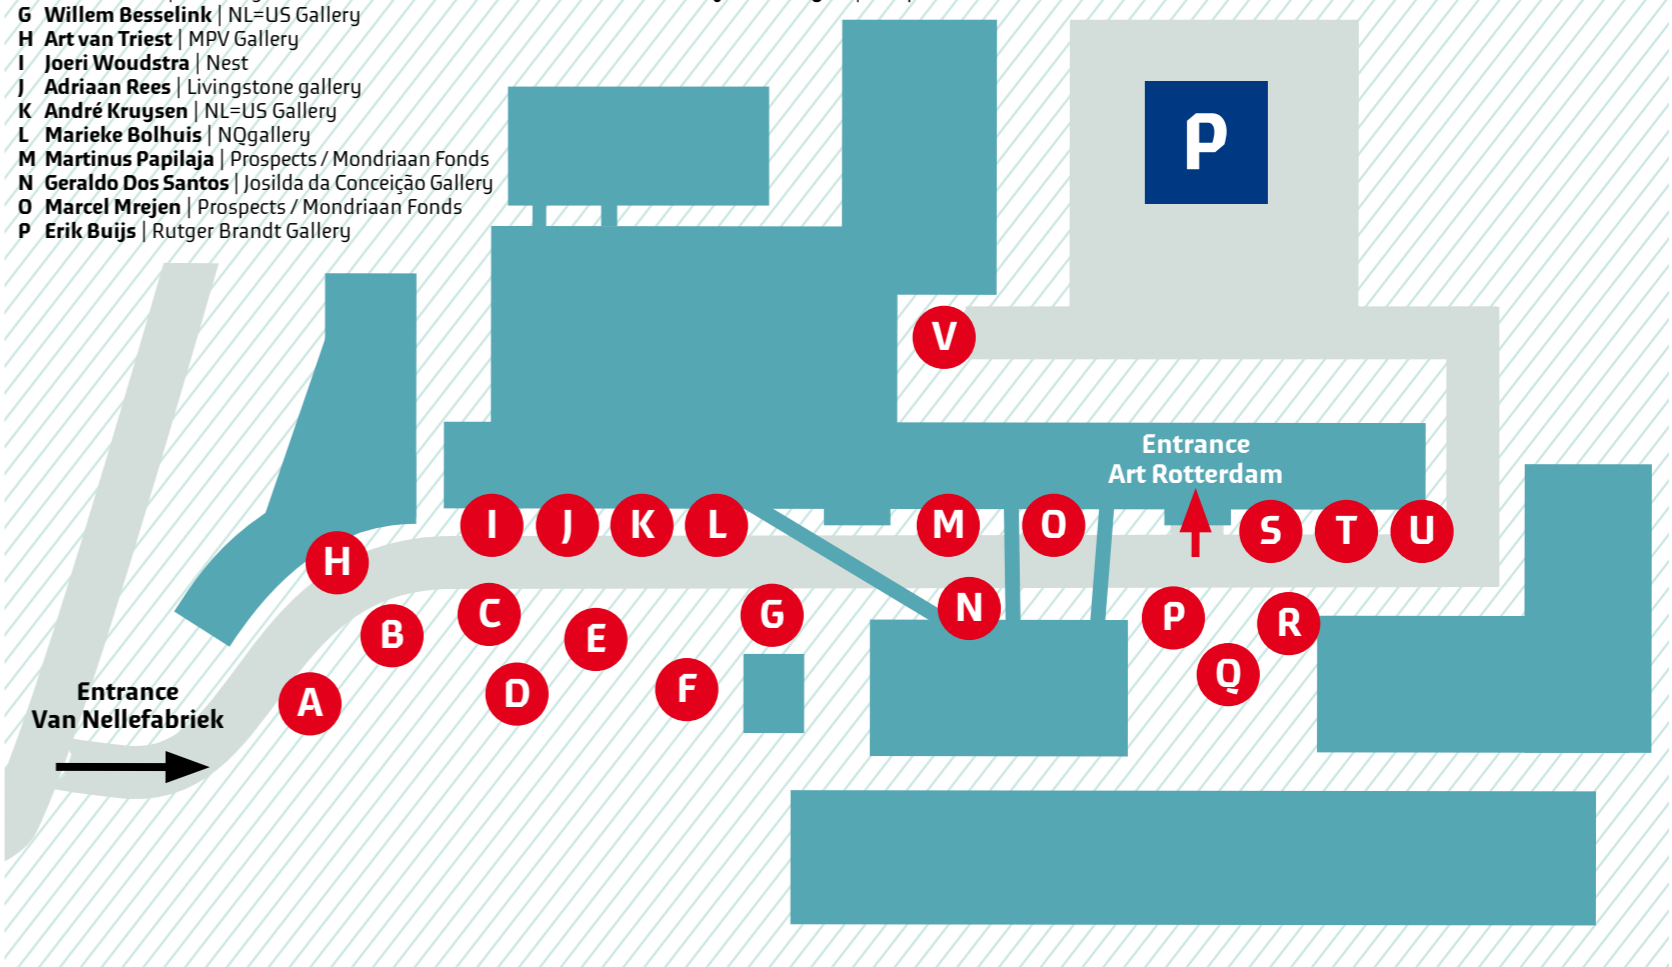 G Willem Besselink | NL=US Gallery
H Art van Triest | MPV Gallery
I Joeri Woudstra | Nest
J Adriaan Rees | Livingstone gallery
K André Kruysen | NL=US Gallery
L Marieke Bolhuis | NQgallery
M Martinus Papilaja | Prospects / Mondriaan Fonds
N Geraldo Dos Santos | Josilda da Conceição Gallery
O Marcel Mrejen | Prospects / Mondriaan Fonds
P Erik Buijs | Rutger Brandt Gallery
P
V
Entrance
Art Rotterdam
I J K L M O S T U
H
B C E G N P R
A D F Q
Entrance
Van Nellefabriek